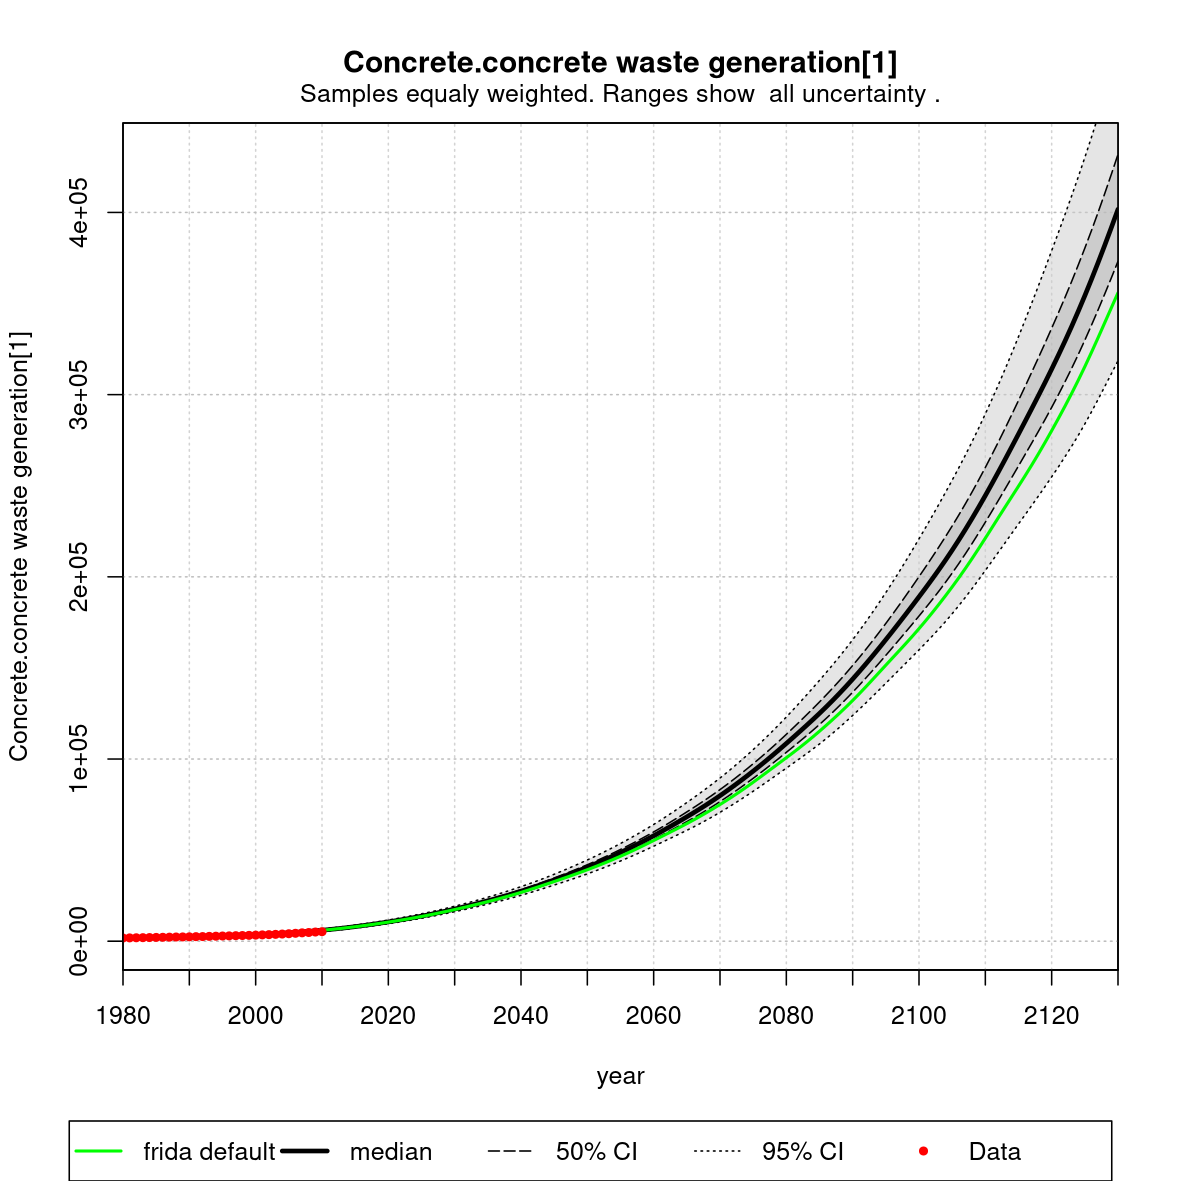 Concrete.concrete waste generation[1]
Samples equaly weighted. Ranges show  all uncertainty .
Concrete.concrete waste generation[1]
4e+05
3e+05
2e+05
1e+05
0e+00
1980 2000 2020 2040 2060 2080 2100 2120
year
frida default median 50% CI 95% CI Data